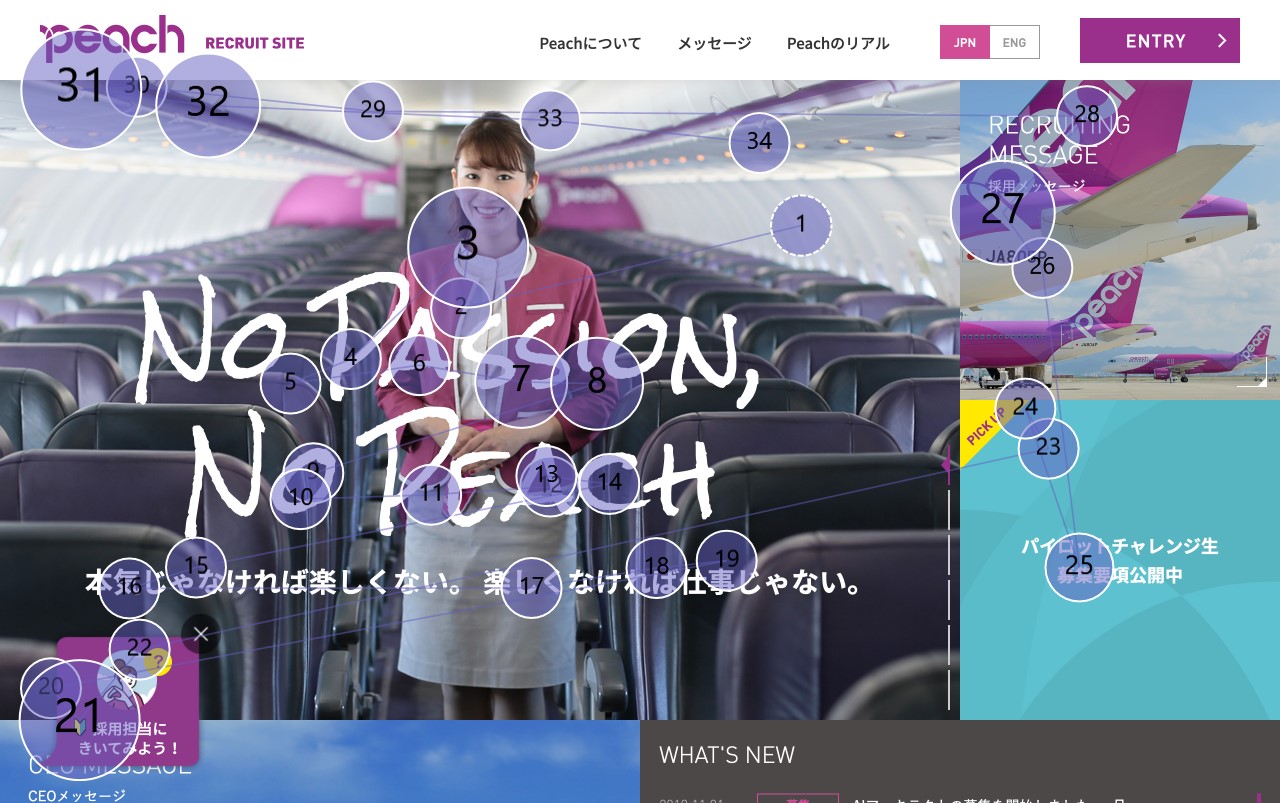 peach RECRUIT SITE
Peachについて
メッセージ
Peachのリアル
JPN ENG
ENTRY
31
30
32
29
33
34
28
RECRUITING
MESSAGE
採用メッセージ
27
26
JA805P
peach
peach
JA804P
peach
1
3
2
NO PASSION,
4
5
6
7
8
NO PEACH
9
10
11
12
13
14
24
PICK UP
23
15
16
17
18
19
本気じゃなければ楽しくない。 楽しくなければ仕事じゃない。
パイロットチャレンジ生
25
募集要項公開中
22
?
20
21
採用担当に
きいてみよう!
CEO MESSAGE
CEOメッセージ
WHAT'S NEW